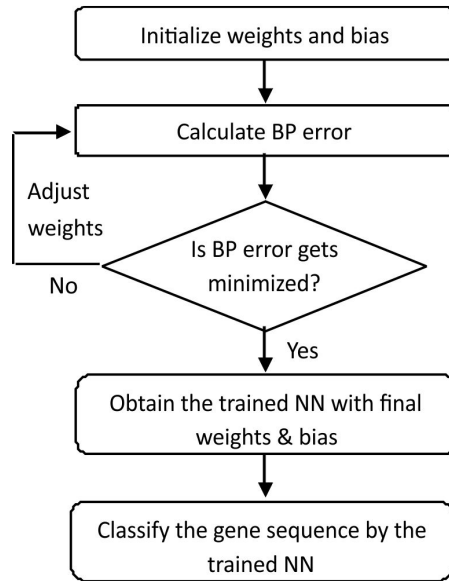 Initialize weights and bias
Calculate BP error
Adjust
weights
Is BP error gets
minimized?
No
Yes
Obtain the trained NN with final
weights & bias
Classify the gene sequence by the
trained NN